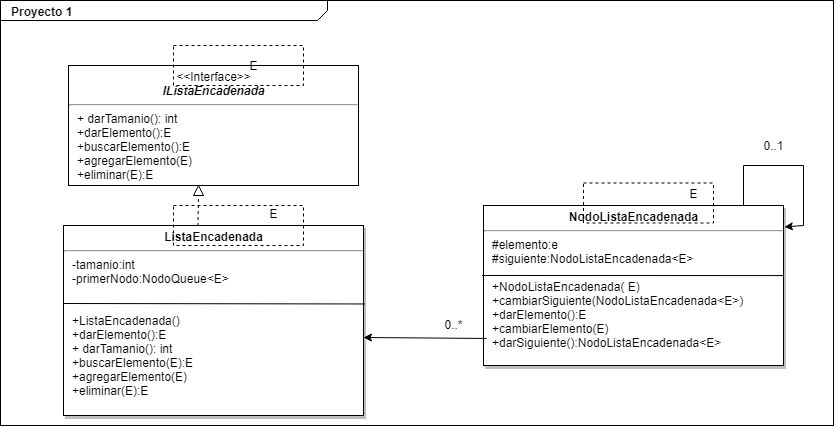 Proyecto 1
E
<<Interface>>
IListaEncadenada
+ darTamanio(): int
+darElemento():E
+buscarElemento():E
+agregarElemento(E)
+eliminar(E):E
E
ListaEncadenada
-tamanio:int
-primerNodo:NodoQueue<E>
+ListaEncadenada()
+darElemento():E
+ darTamanio(): int
+buscarElemento(E):E
+agregarElemento(E)
+eliminar(E):E
0..*
0..1
E
NodoListaEncadenada
#elemento:e
#siguiente:NodoListaEncadenada<E>
+NodoListaEncadenada( E)
+cambiarSiguiente(NodoListaEncadenada<E>)
+darElemento():E
+cambiarElemento(E)
+darSiguiente():NodoListaEncadenada<E>